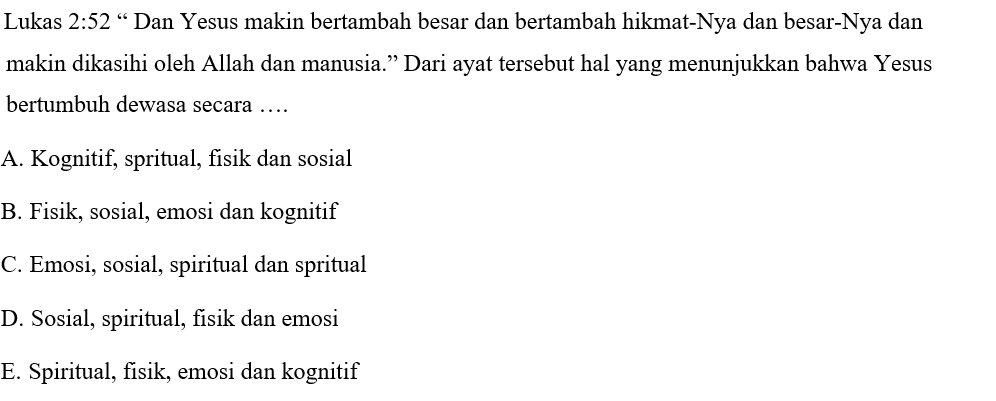 Lukas 2:52 “ Dan Yesus makin bertambah besar dan bertambah hikmat-Nya dan besar-Nya dan
makin dikasihi oleh Allah dan manusia.” Dari ayat tersebut hal yang menunjukkan bahwa Yesus
bertumbuh dewasa secara ….
A. Kognitif, spritual, fisik dan sosial
B. Fisik, sosial, emosi dan kognitif
C. Emosi, sosial, spiritual dan spritual
D. Sosial, spiritual, fisik dan emosi
E. Spiritual, fisik, emosi dan kognitif